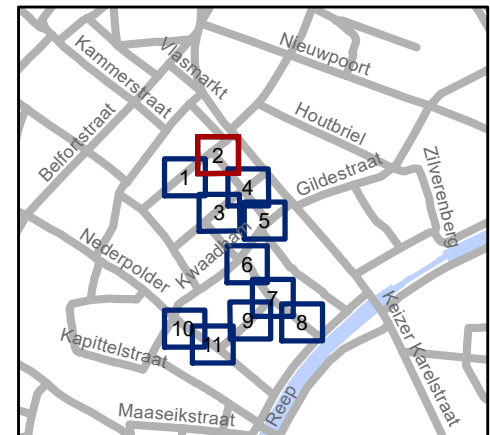 Nieuwpoort
Vlasmarkt
Kammerstraat
Houtbriel
Belfortstraat
Gildestraat
Zilverenberg
2
1
4
3
5
Kwaadham
6
Nederpolder
7
9
8
10
11
Kapittelstraat
Keizer Karelstraat
Maaseikstraat
Reep